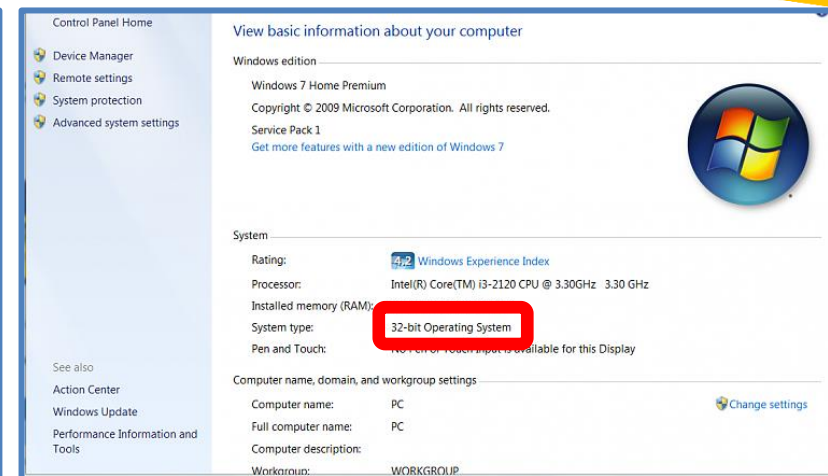 Control Panel Home
Device Manager
Remote settings
System protection
Advanced system settings
See also
Action Center
Windows Update
Performance Information and
Tools
View basic information about your computer
Windows edition
Windows 7 Home Premium
Copyright © 2009 Microsoft Corporation. All rights reserved.
Service Pack 1
Get more features with a new edition of Windows 7
System
Rating: 4,2 Windows Experience Index
Processor: Intel(R) Core(TM) i3-2120 CPU @ 3.30GHz 3.30 GHz
Installed memory (RAM):
System type: 32-bit Operating System
Pen and Touch: No Pen or Touch Input is available for this Display
Computer name, domain, and workgroup settings
Computer name: PC Change settings
Full computer name: PC
Computer description:
Workgroup: WORKGROUP